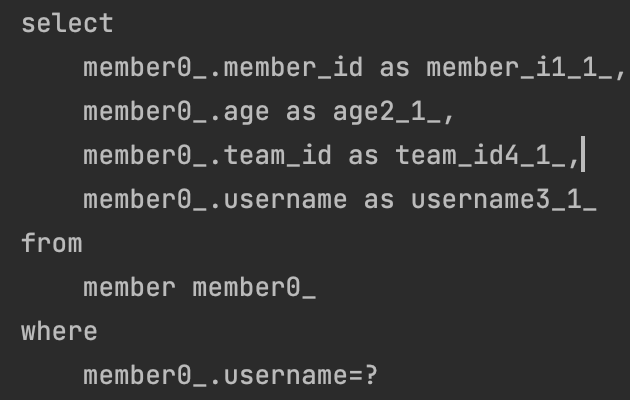 select
    member0_.member_id as member_i1_1_,
    member0_.age as age2_1_,
    member0_.team_id as team_id4_1_,
    member0_.username as username3_1_
from
    member member0_
where
    member0_.username=?